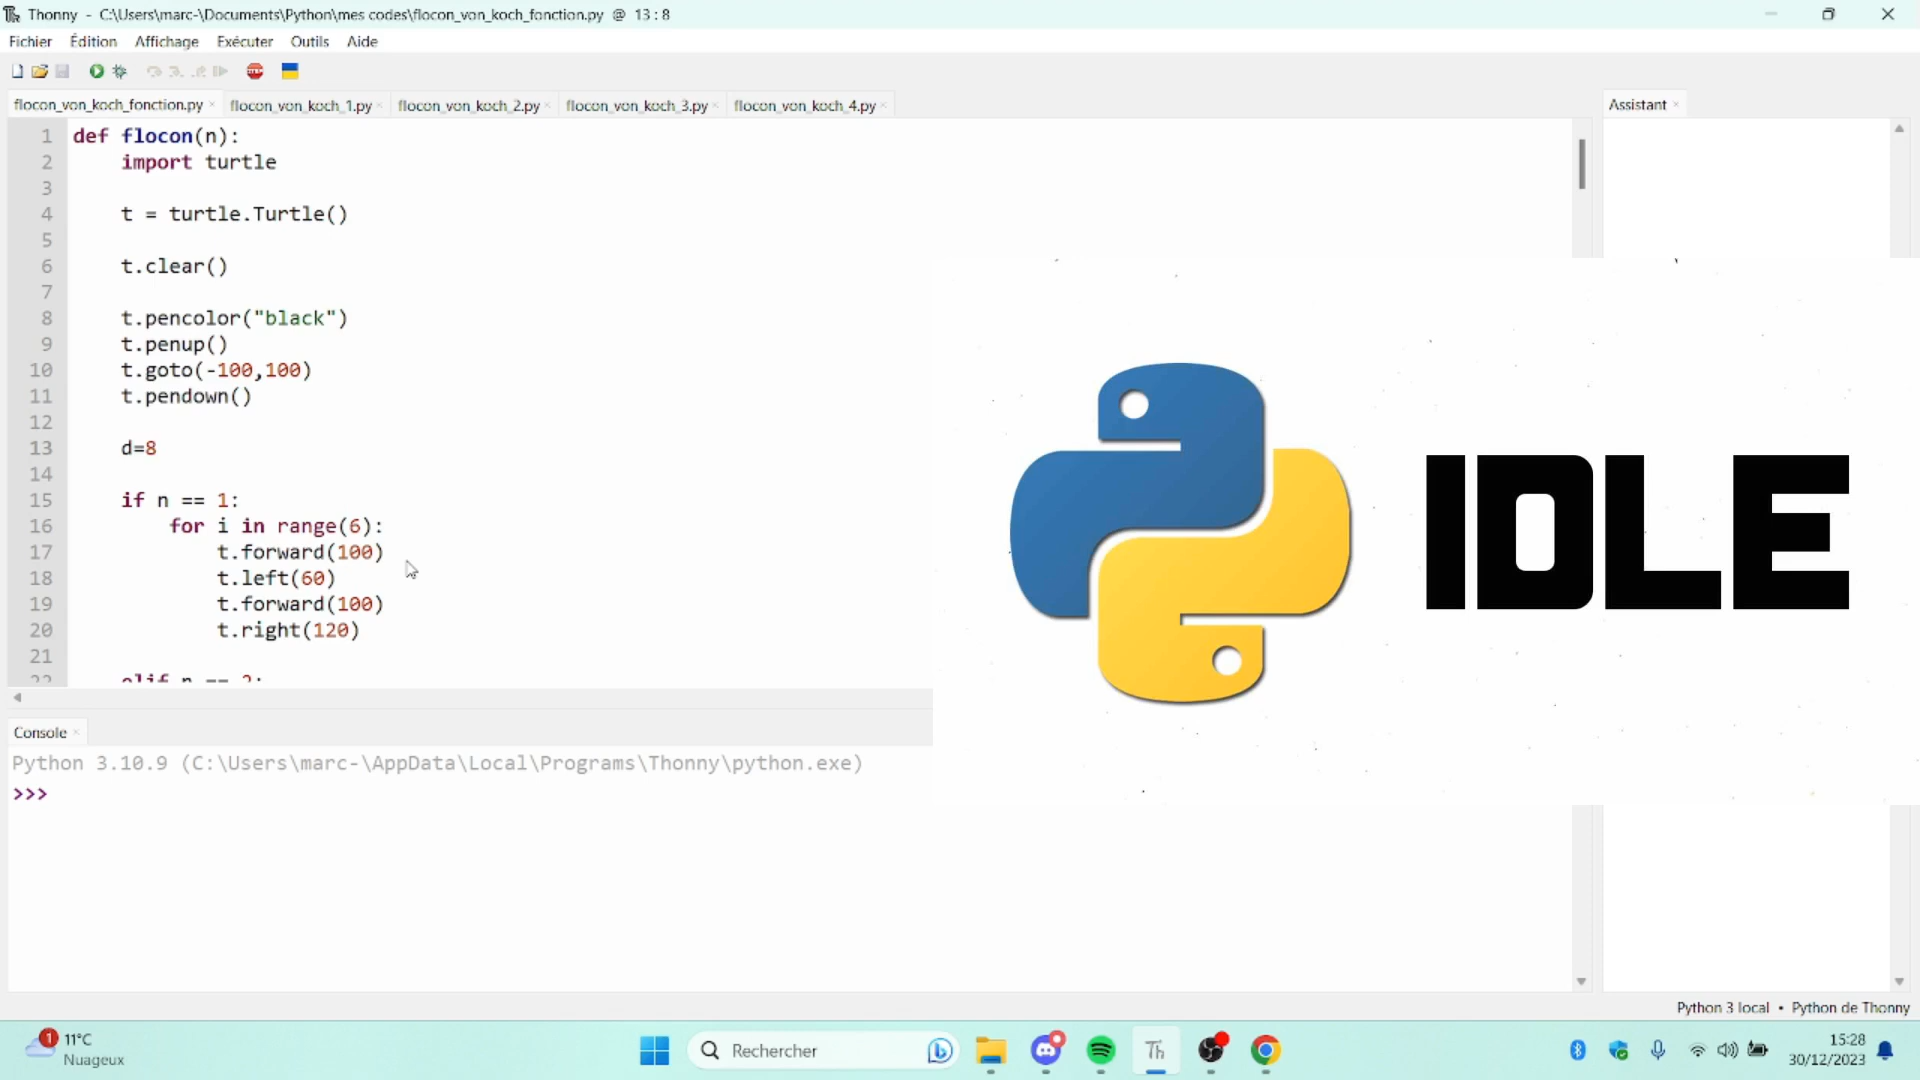 Thonny - C:\Users\marc-\Documents\Python\mes codes\flocon_von_koch_fonction.py @ 13 : 8
Fichier Édition Affichage Exécuter Outils Aide
flocon_von_koch_fonction.py × flocon_von_koch_1.py × flocon_von_koch_2.py × flocon_von_koch_3.py × flocon_von_koch_4.py ×
Assistant ×
1 def flocon(n):
2 import turtle
3
4 t = turtle.Turtle()
5
6 t.clear()
7
8 t.pencolor("black")
9 t.penup()
10 t.goto(-100,100)
11 t.pendown()
12
13 d=8
14
15 if n == 1:
16 for i in range(6):
17 t.forward(100)
18 t.left(60)
19 t.forward(100)
20 t.right(120)
21
22 elif n == 2:
IDLE
Console ×
Python 3.10.9 (C:\Users\marc-\AppData\Local\Programs\Thonny\python.exe)
>>>
Python 3 local • Python de Thonny
1
11°C
Nuageux
Rechercher
Th
15:28
30/12/2023